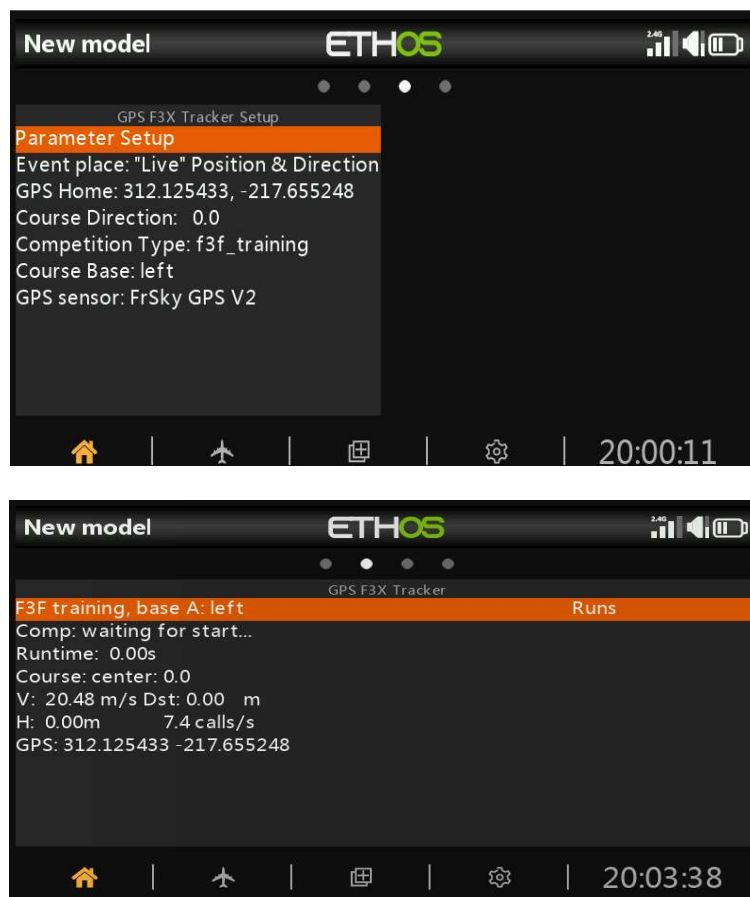 New model ETHOS 2.4G
GPS F3X Tracker Setup
Parameter Setup
Event place: "Live" Position & Direction
GPS Home: 312.125433, -217.655248
Course Direction: 0.0
Competition Type: f3f_training
Course Base: left
GPS sensor: FrSky GPS V2
20:00:11
New model ETHOS 2.4G
GPS F3X Tracker
F3F training, base A: left Runs
Comp: waiting for start...
Runtime: 0.00s
Course: center: 0.0
V: 20.48 m/s Dst: 0.00 m
H: 0.00m 7.4 calls/s
GPS: 312.125433 -217.655248
20:03:38